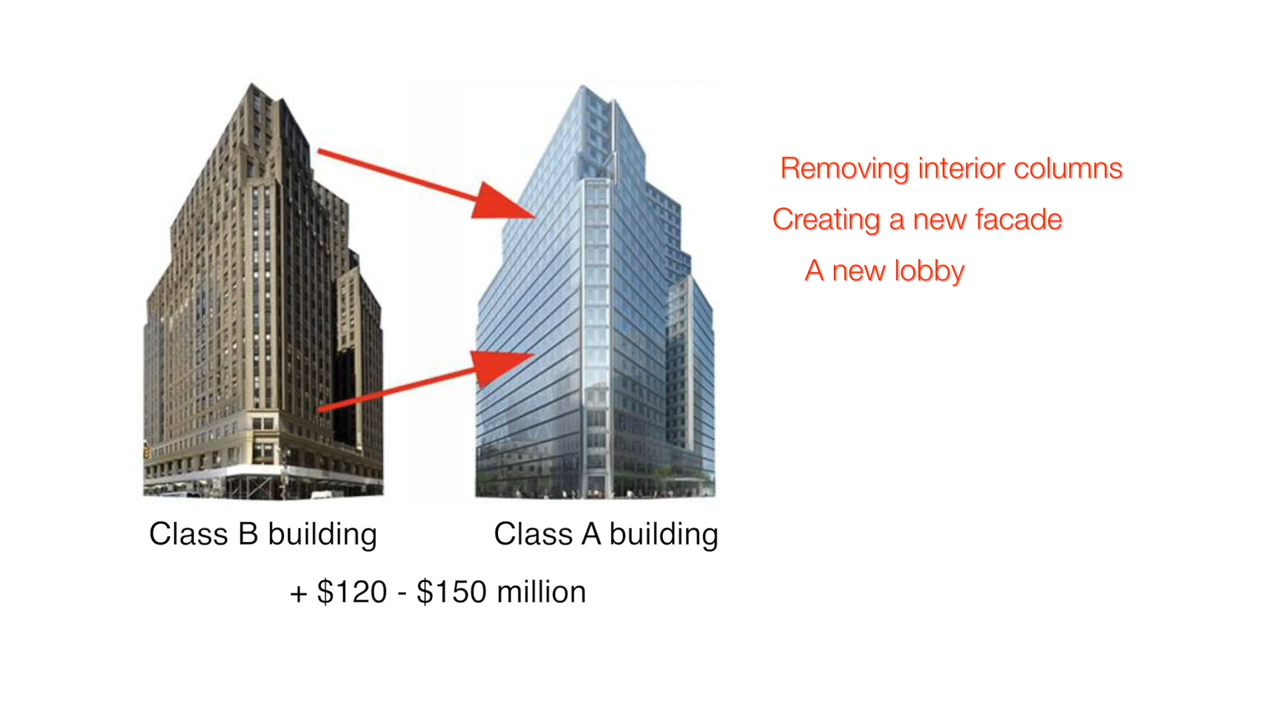 Removing interior columns
Creating a new facade
A new lobby
Class B building
Class A building
+ $120 - $150 million